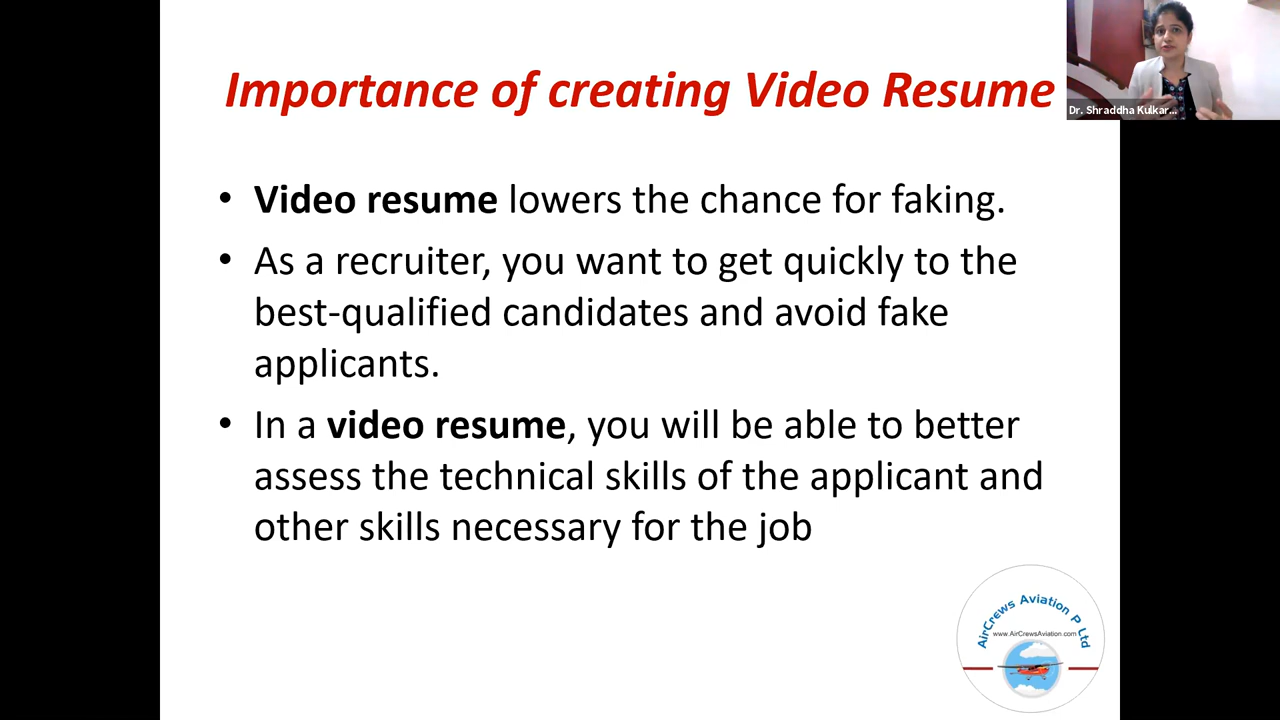 Importance of creating Video Resume
Dr. Shraddha Kulkar...
• Video resume lowers the chance for faking.
• As a recruiter, you want to get quickly to the
best-qualified candidates and avoid fake
applicants.
• In a video resume, you will be able to better
assess the technical skills of the applicant and
other skills necessary for the job
AirCrews Aviation P Ltd
www.AirCrewsAviation.com